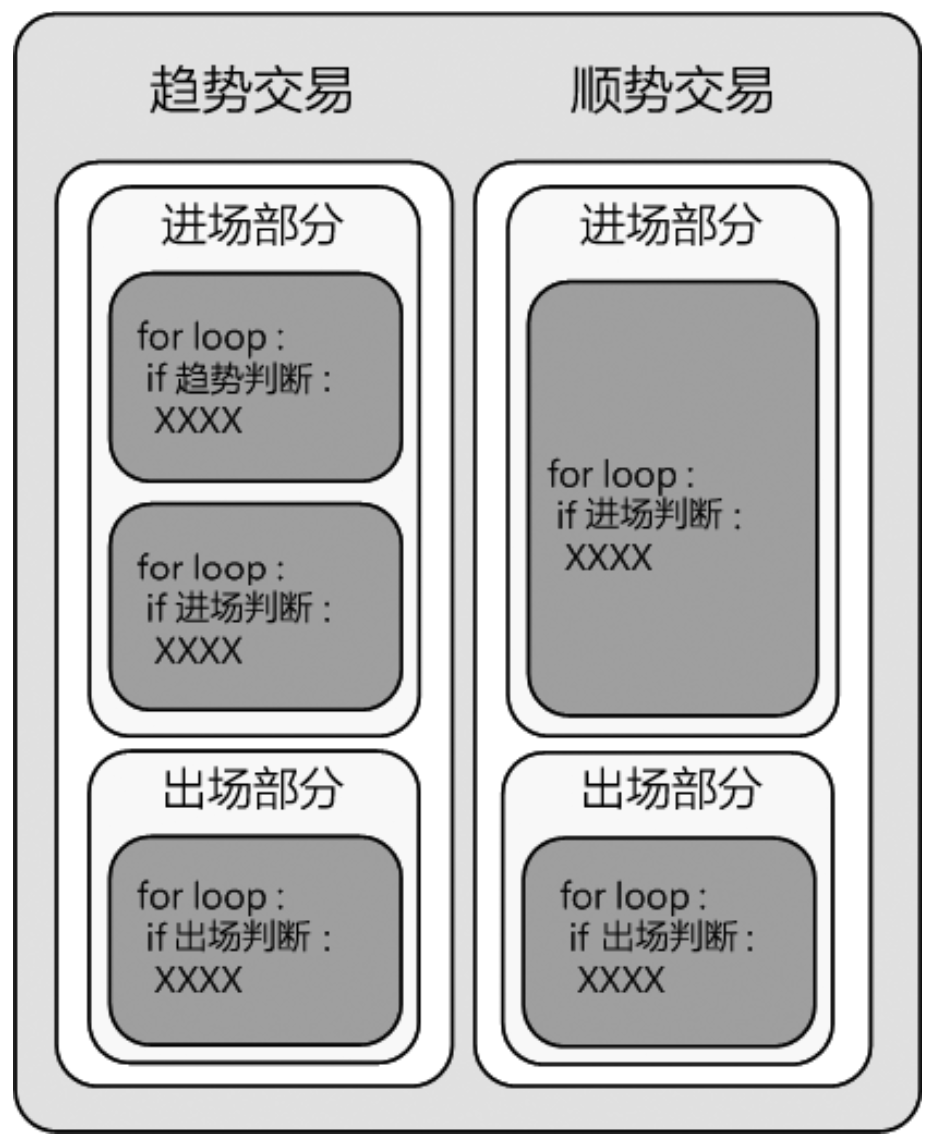 趋势交易
进场部分
for loop :
if 趋势判断 :
XXXX
for loop :
if 进场判断 :
XXXX
出场部分
for loop :
if 出场判断 :
XXXX
顺势交易
进场部分
for loop :
if 进场判断 :
XXXX
出场部分
for loop :
if 出场判断 :
XXXX